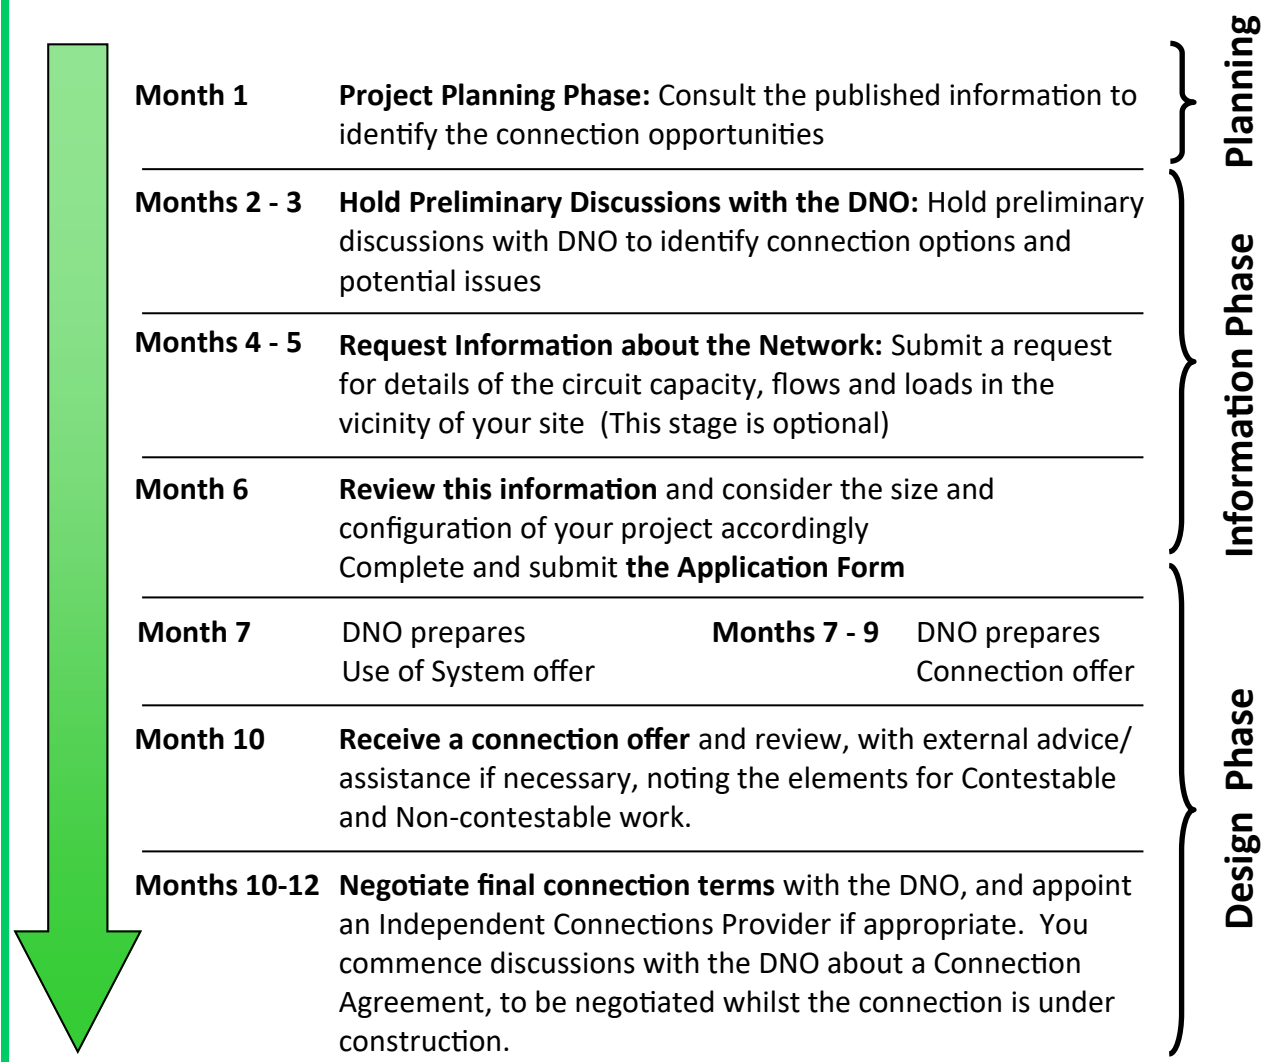 Month 1 Project Planning Phase: Consult the published information to
identify the connection opportunities
Planning
Months 2 - 3 Hold Preliminary Discussions with the DNO: Hold preliminary
discussions with DNO to identify connection options and
potential issues
Months 4 - 5 Request Information about the Network: Submit a request
for details of the circuit capacity, flows and loads in the
vicinity of your site (This stage is optional)
Month 6 Review this information and consider the size and
configuration of your project accordingly
Complete and submit the Application Form
Information Phase
Month 7 DNO prepares
Use of System offer
Months 7 - 9 DNO prepares
Connection offer
Month 10 Receive a connection offer and review, with external advice/
assistance if necessary, noting the elements for Contestable
and Non-contestable work.
Months 10-12 Negotiate final connection terms with the DNO, and appoint
an Independent Connections Provider if appropriate. You
commence discussions with the DNO about a Connection
Agreement, to be negotiated whilst the connection is under
construction.
Design Phase